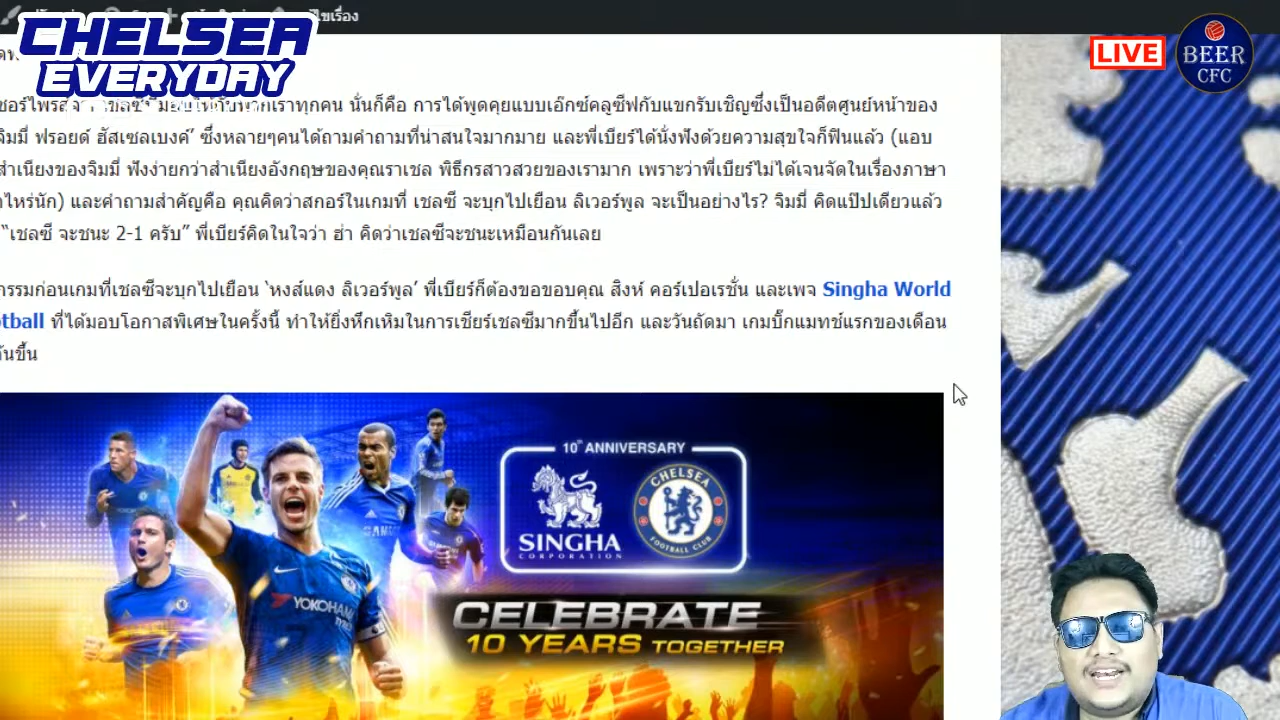 ไขเรื่อง
CHELSEA
EVERYDAY
LIVE
BEER
CFC
นั่นก็คือ การได้พูดคุยแบบเอ๊กซ์คลูซีฟกับแขกรับเชิญซึ่งเป็นอดีตศูนย์หน้าของ
จิมมี่ ฟรอยด์ ฮัสเซลเบงค์’ ซึ่งหลายๆคนได้ถามคำถามที่น่าสนใจมากมาย และพี่เบียร์ได้นั่งฟังด้วยความสุขใจก็ฟินแล้ว (แอบ
สำเนียงของจิมมี่ ฟังง่ายกว่าสำเนียงอังกฤษของคุณราเชล พิธีกรสาวสวยของเรามาก เพราะว่าพี่เบียร์ไม่ได้เจนจัดในเรื่องภาษา
ไหร่นัก) และคำถามสำคัญคือ คุณคิดว่าสกอร์ในเกมที่ เชลซี จะบุกไปเยือน ลิเวอร์พูล จะเป็นอย่างไร? จิมมี่ คิดแป๊ปเดียวแล้ว
“เชลซี จะชนะ 2-1 ครับ” พี่เบียร์คิดในใจว่า ฮ่า คิดว่าเชลซีจะชนะเหมือนกันเลย
กรรมก่อนเกมที่เชลซีจะบุกไปเยือน ‘หงส์แดง ลิเวอร์พูล’ พี่เบียร์ก็ต้องขอขอบคุณ สิงห์ คอร์เปอเรชั่น และเพจ Singha World
tball ที่ได้มอบโอกาสพิเศษในครั้งนี้ ทำให้ยิ่งหึกเหิมในการเชียร์เชลซีมากขึ้นไปอีก และวันถัดมา เกมบิ๊กแมทช์แรกของเดือน
ขึ้น
10th ANNIVERSARY
SINGHA
CORPORATION
CHELSEA
FOOTBALL CLUB
CELEBRATE
10 YEARS TOGETHER
SAMS
YOKOHAMA
TYRES